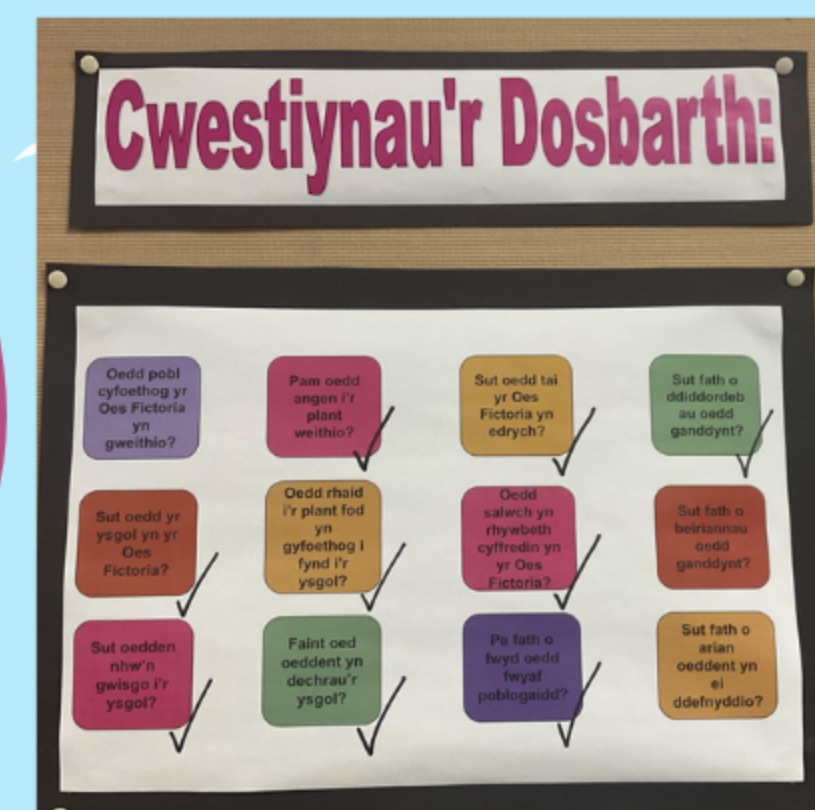 Cwestiynau'r Dosbarth:
Oedd pobl
cyfoethog yr
Oes Fictoria
yn
gweithio?
Pam oedd
angen i'r
plant
weithio?
Sut oedd tai
yr Oes
Fictoria yn
edrych?
Sut fath o
ddiddordeb
au oedd
ganddynt?
Sut oedd yr
ysgol yn yr
Oes
Fictoria?
Oedd rhaid
i'r plant fod
yn
gyfoethog i
fynd i'r
ysgol?
Oedd
salwch yn
rhywbeth
cyffredin yn
yr Oes
Fictoria?
Sut fath o
beiriannau
oedd
ganddynt?
Sut oedden
nhw'n
gwisgo i'r
ysgol?
Faint oed
oeddent yn
dechrau'r
ysgol?
Pa fath o
fwyd oedd
fwyaf
poblogaidd?
Sut fath o
arian
oeddent yn
ei
ddefnyddio?